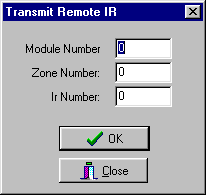 Transmit Remote IR
Module Number 0
Zone Number: 0
Ir Number: 0
OK
Close